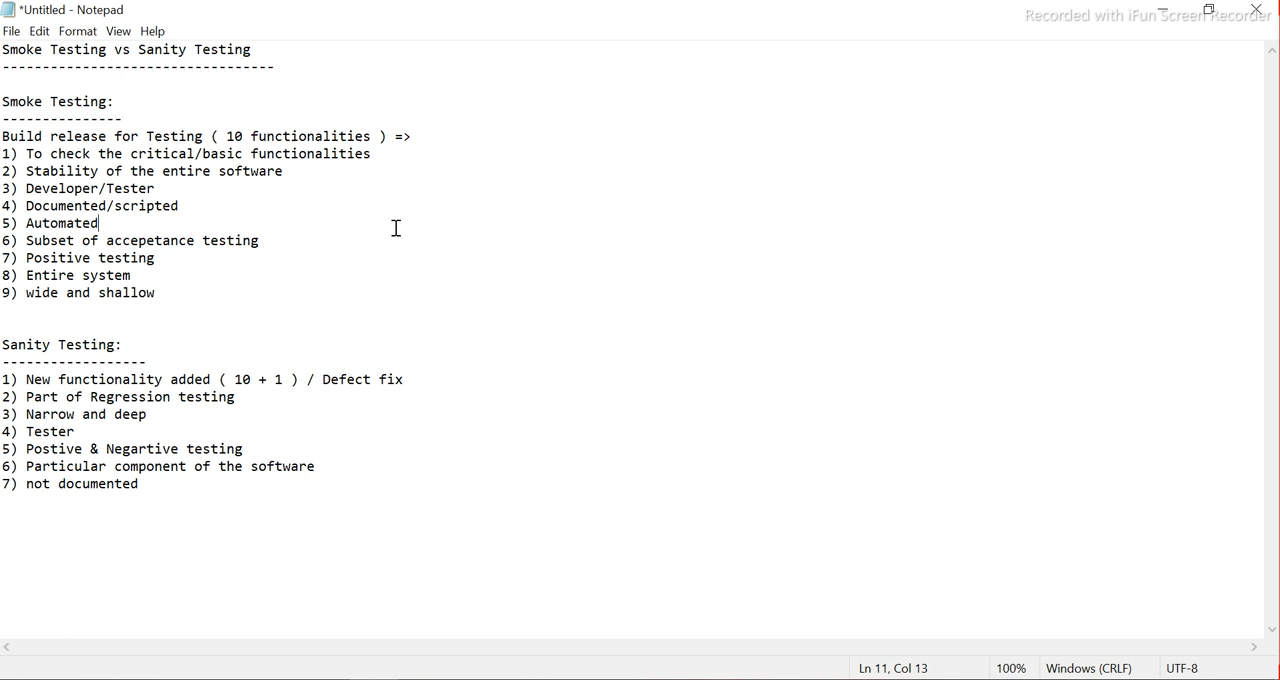 *Untitled - Notepad
Recorded with iFun Screen Recorder
File Edit Format View Help
Smoke Testing vs Sanity Testing
----------------------------------
Smoke Testing:
---------------
Build release for Testing ( 10 functionalities ) =>
1) To check the critical/basic functionalities
2) Stability of the entire software
3) Developer/Tester
4) Documented/scripted
5) Automated
6) Subset of accepetance testing
7) Positive testing
8) Entire system
9) wide and shallow
Sanity Testing:
------------------
1) New functionality added ( 10 + 1 ) / Defect fix
2) Part of Regression testing
3) Narrow and deep
4) Tester
5) Postive & Negartive testing
6) Particular component of the software
7) not documented
Ln 11, Col 13 100% Windows (CRLF) UTF-8